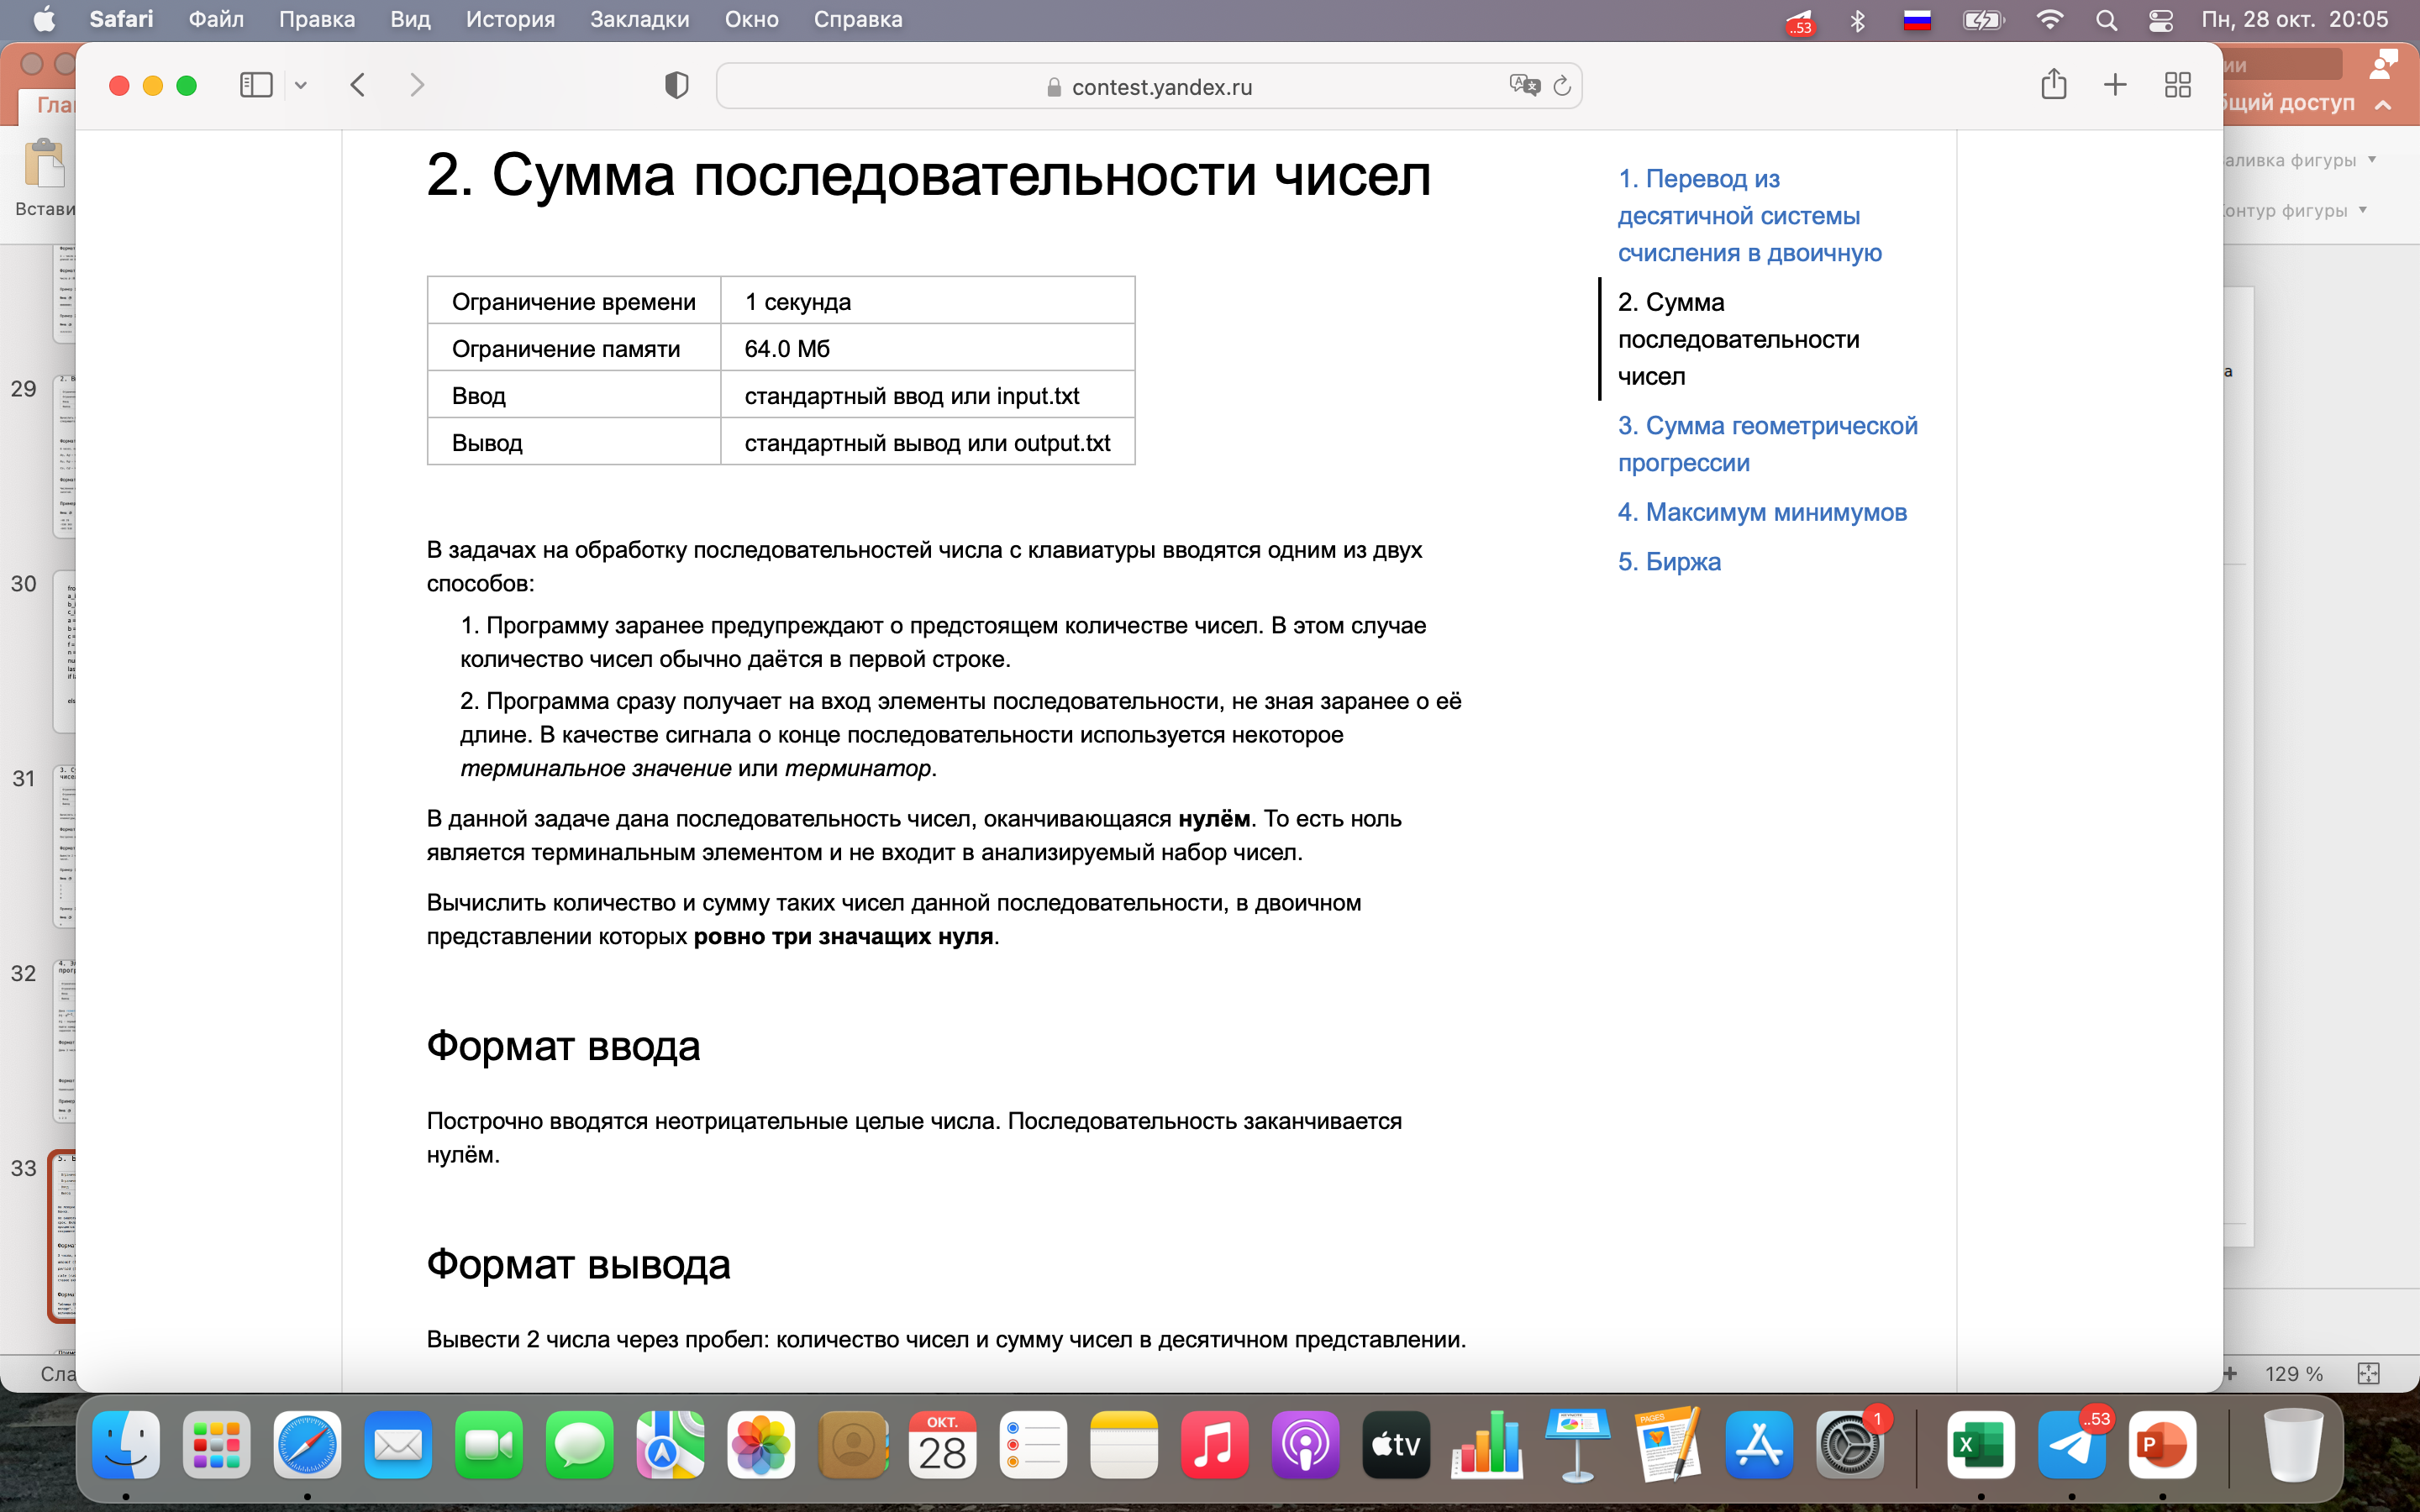 Safari Файл Правка Вид История Закладки Окно Справка
..53
Пн, 28 окт. 20:05
contest.yandex.ru
Встави
29
30
31
32
33
2. Сумма последовательности чисел
Ограничение времени 1 секунда
Ограничение памяти 64.0 Мб
Ввод стандартный ввод или input.txt
Вывод стандартный вывод или output.txt
В задачах на обработку последовательностей числа с клавиатуры вводятся одним из двух
способов:
1. Программу заранее предупреждают о предстоящем количестве чисел. В этом случае
количество чисел обычно даётся в первой строке.
2. Программа сразу получает на вход элементы последовательности, не зная заранее о её
длине. В качестве сигнала о конце последовательности используется некоторое
терминальное значение или терминатор.
В данной задаче дана последовательность чисел, оканчивающаяся нулём. То есть ноль
является терминальным элементом и не входит в анализируемый набор чисел.
Вычислить количество и сумму таких чисел данной последовательности, в двоичном
представлении которых ровно три значащих нуля.
Формат ввода
Построчно вводятся неотрицательные целые числа. Последовательность заканчивается
нулём.
Формат вывода
Вывести 2 числа через пробел: количество чисел и сумму чисел в десятичном представлении.
1. Перевод из
десятичной системы
счисления в двоичную
2. Сумма
последовательности
чисел
3. Сумма геометрической
прогрессии
4. Максимум минимумов
5. Биржа
бщий доступ
аливка фигуры
онтур фигуры
а
Сла
129 %
ОКТ.
28
tv
KEYNOTE
PAGES
1
X
..53
P